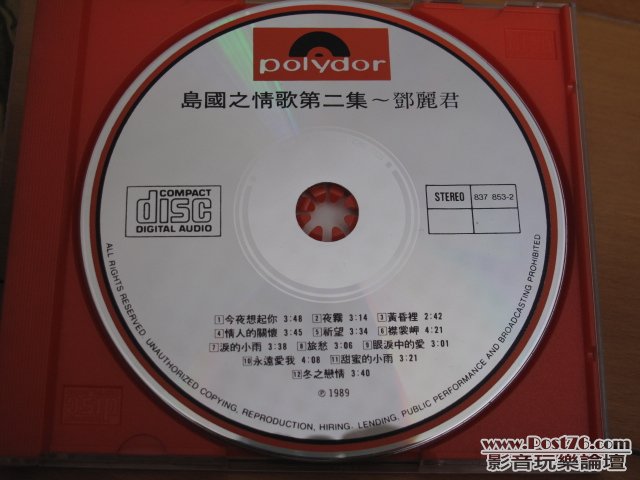 polydor
島國之情歌第二集～鄧麗君
COMPACT
disc
DIGITAL AUDIO
STEREO 837 853-2
1 今夜想起你 3:48 2 夜霧 3:14 3 黃昏裡 2:42
4 情人的關懷 3:45 5 祈望 3:34 6 襟裳岬 4:21
7 淚的小雨 3:38 8 旅愁 3:06 9 眼淚中的愛 3:01
10 永遠愛我 4:08 11 甜蜜的小雨 3:21
12 冬之戀情 3:40
℗ 1989
ALL RIGHTS RESERVED. UNAUTHORIZED COPYING, REPRODUCTION, HIRING, LENDING, PUBLIC PERFORMANCE AND BROADCASTING PROHIBITED
www.Post76.com
影音玩樂論壇